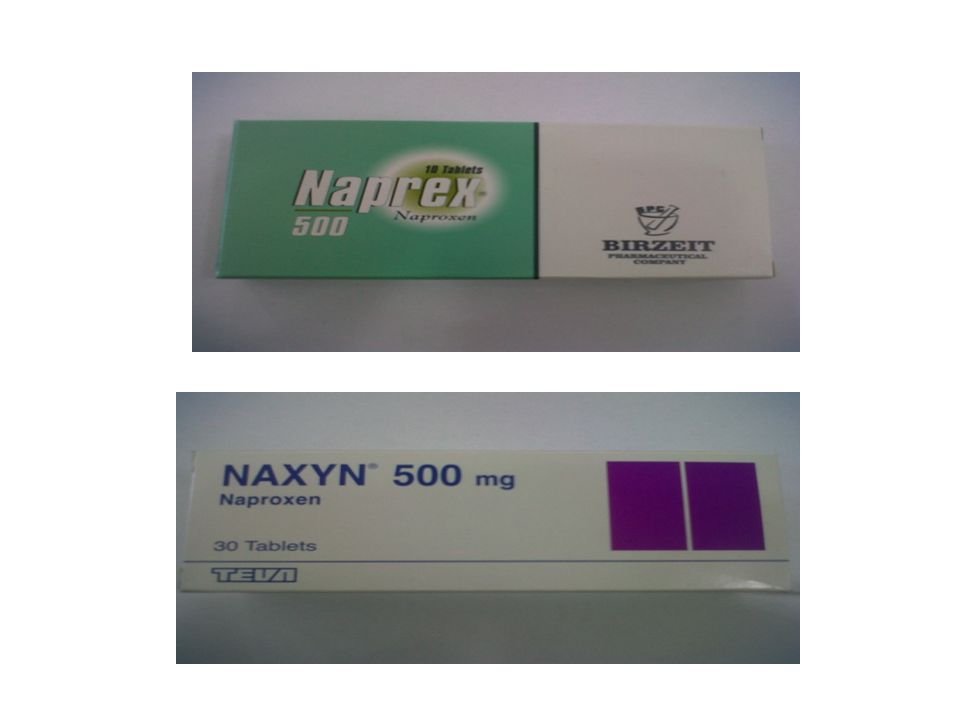 10 Tablets
Naprex
Naproxen
500
BPC
BIRZEIT
PHARMACEUTICAL
COMPANY
NAXYN® 500 mg
Naproxen
30 Tablets
TEVA